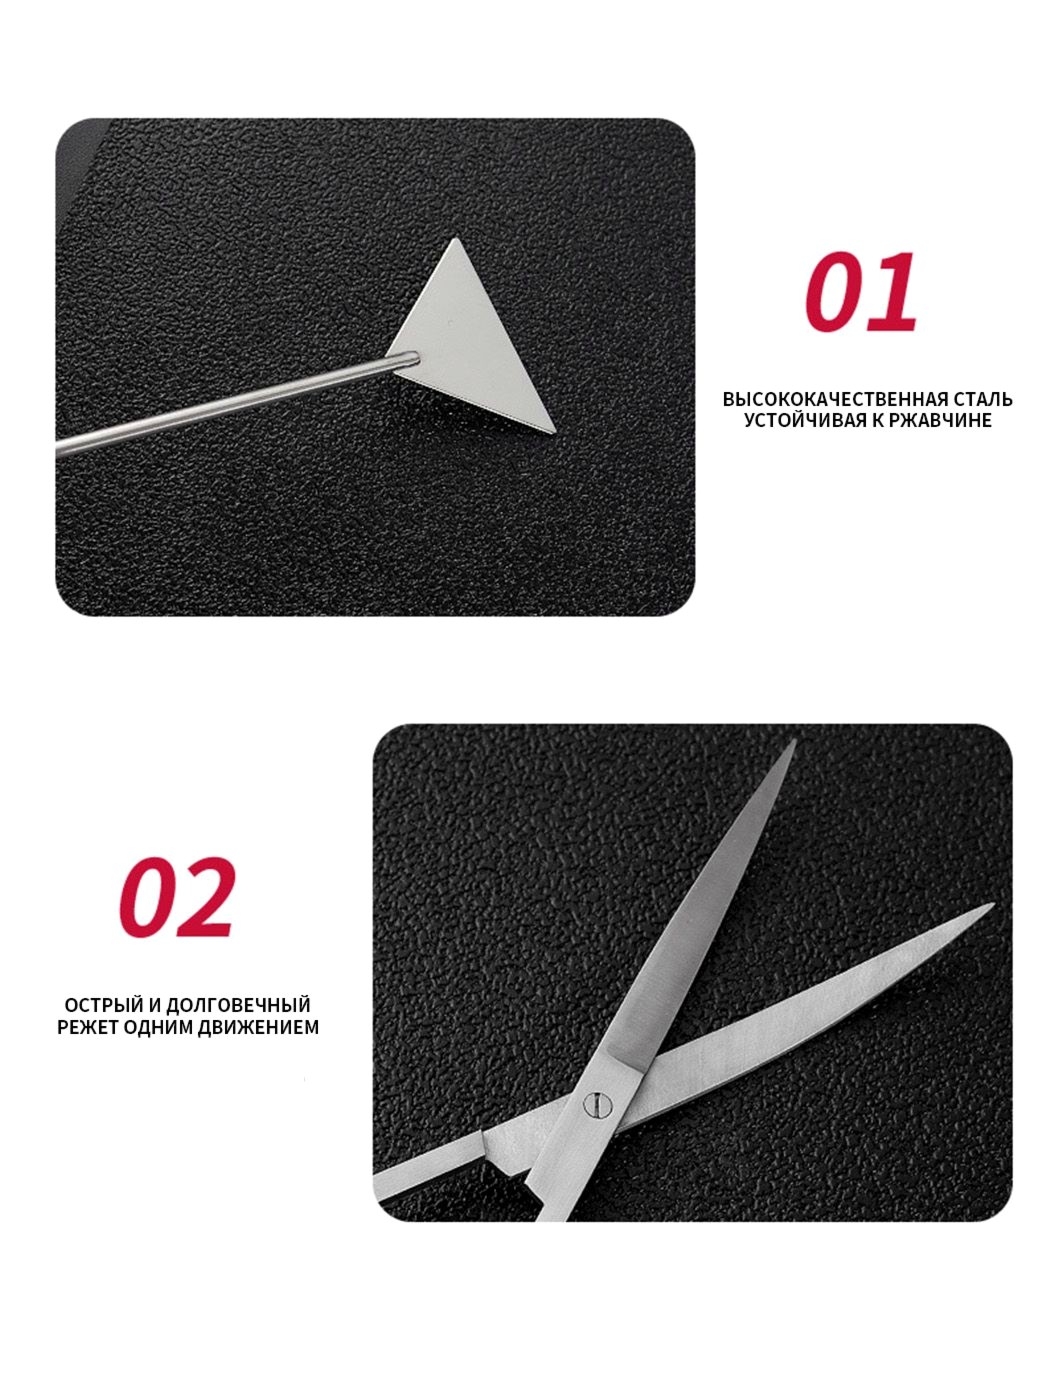 01
ВЫСОКОКАЧЕСТВЕННАЯ СТАЛЬ
УСТОЙЧИВАЯ К РЖАВЧИНЕ
02
ОСТРЫЙ И ДОЛГОВЕЧНЫЙ
РЕЖЕТ ОДНИМ ДВИЖЕНИЕМ